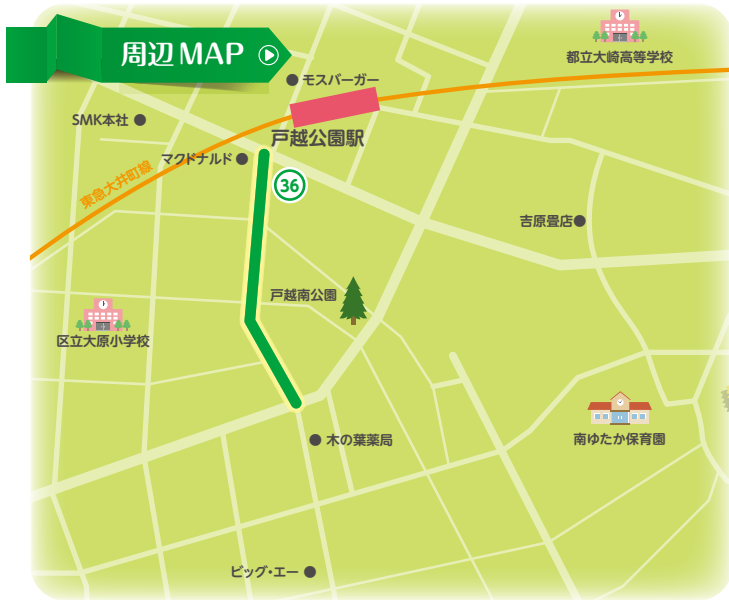 周辺MAP
都立大崎高等学校
モスバーガー
SMK本社
戸越公園駅
マクドナルド
東急大井町線
36
吉原畳店
戸越南公園
区立大原小学校
木の葉薬局
南ゆたか保育園
ビッグ・エー